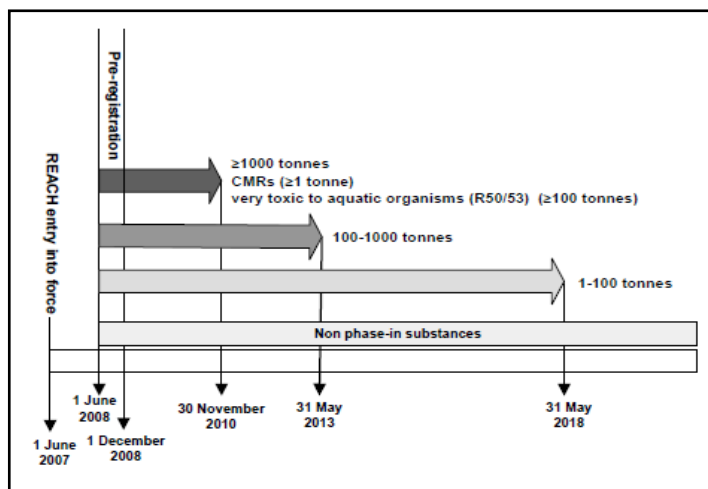 Pre-registration
REACH entry into force
≥1000 tonnes
CMRs (≥1 tonne)
very toxic to aquatic organisms (R50/53) (≥100 tonnes)
100-1000 tonnes
1-100 tonnes
Non phase-in substances
1 June
2008
30 November
2010
31 May
2013
31 May
2018
1 June
2007
1 December
2008